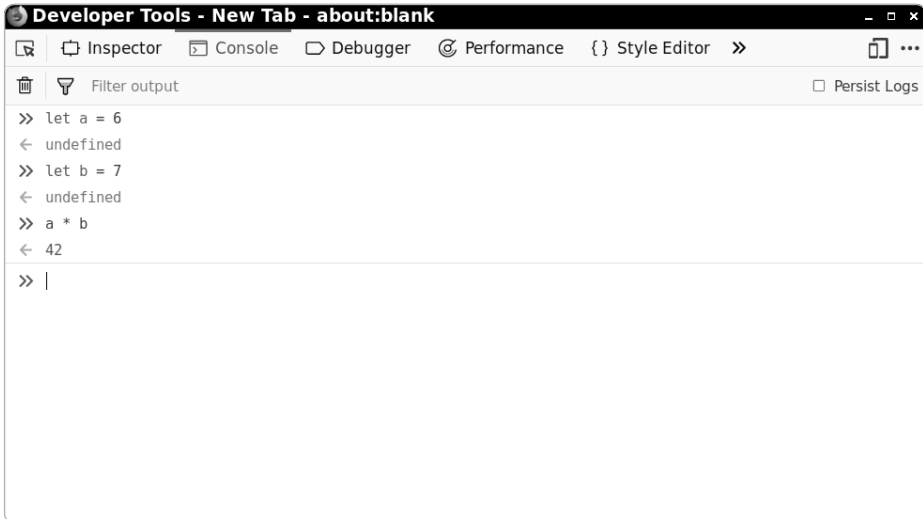 Developer Tools - New Tab - about:blank
Inspector Console Debugger Performance {} Style Editor »
Filter output Persist Logs
» let a = 6
← undefined
» let b = 7
← undefined
» a * b
← 42
»